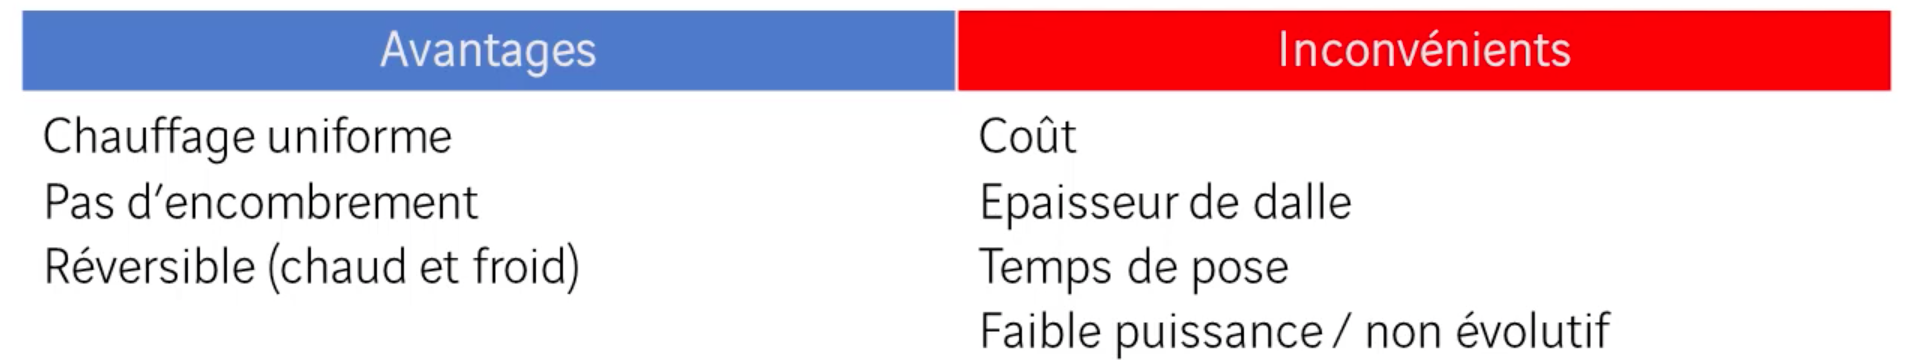 Avantages
Inconvénients
Chauffage uniforme
Pas d’encombrement
Réversible (chaud et froid)
Coût
Epaisseur de dalle
Temps de pose
Faible puissance / non évolutif